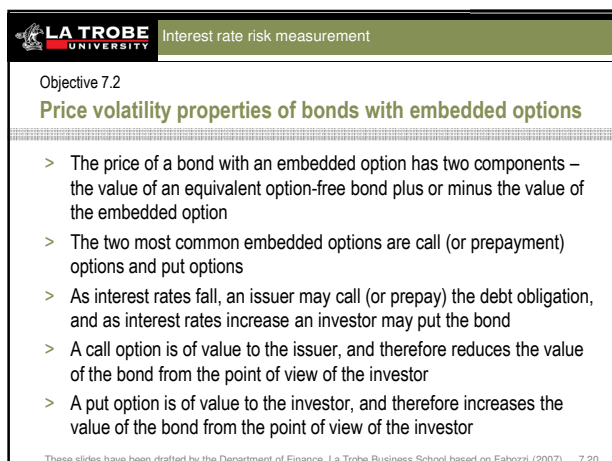 LA TROBE
UNIVERSITY
Interest rate risk measurement
Objective 7.2
Price volatility properties of bonds with embedded options
> The price of a bond with an embedded option has two components –
the value of an equivalent option-free bond plus or minus the value of
the embedded option
> The two most common embedded options are call (or prepayment)
options and put options
> As interest rates fall, an issuer may call (or prepay) the debt obligation,
and as interest rates increase an investor may put the bond
> A call option is of value to the issuer, and therefore reduces the value
of the bond from the point of view of the investor
> A put option is of value to the investor, and therefore increases the
value of the bond from the point of view of the investor
These slides have been drafted by the Department of Finance, La Trobe Business School based on Fabozzi (2007) 7.20